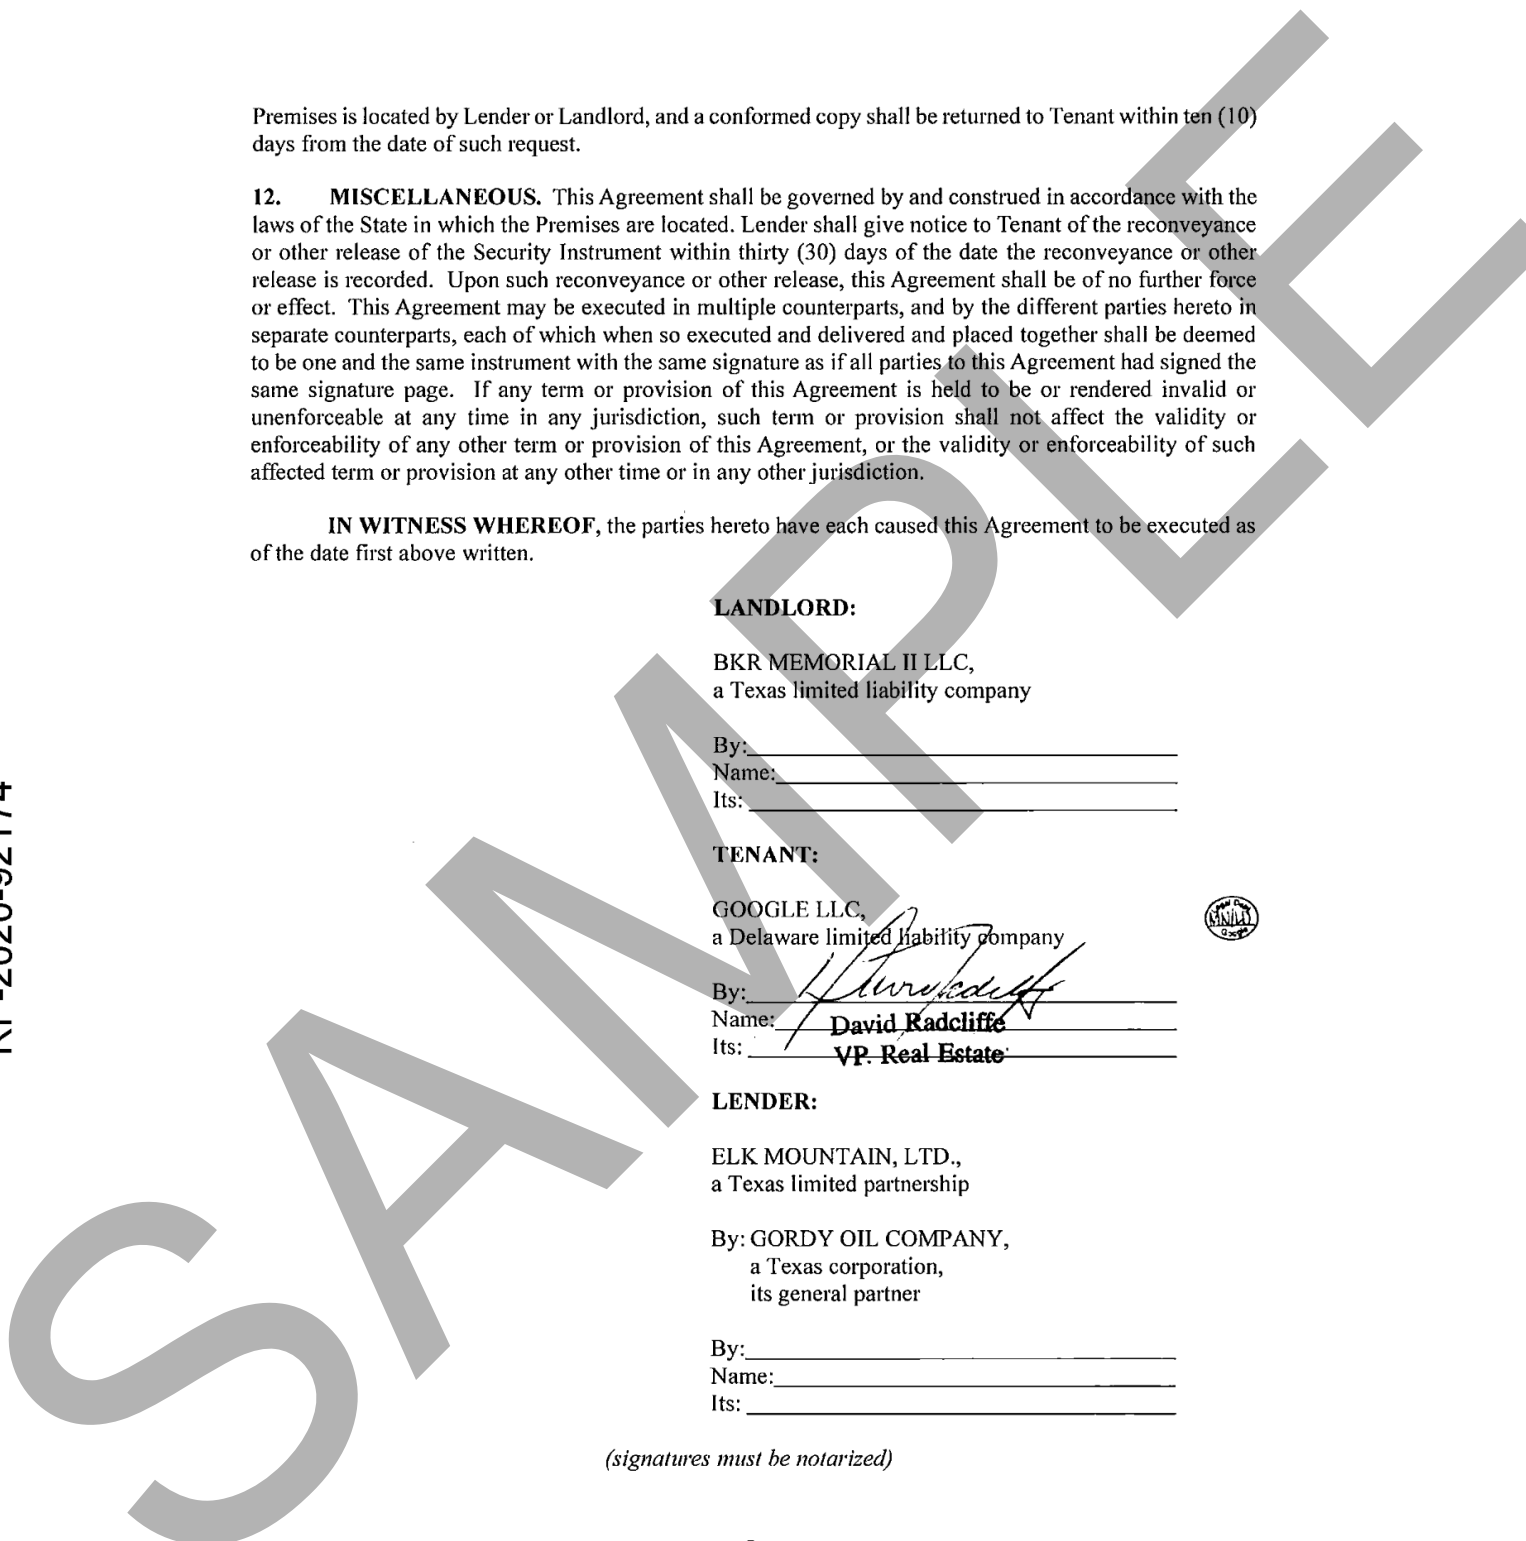 Premises is located by Lender or Landlord, and a conformed copy shall be returned to Tenant within ten (10)
days from the date of such request.
12. MISCELLANEOUS. This Agreement shall be governed by and construed in accordance with the
laws of the State in which the Premises are located. Lender shall give notice to Tenant of the reconveyance
or other release of the Security Instrument within thirty (30) days of the date the reconveyance or other
release is recorded. Upon such reconveyance or other release, this Agreement shall be of no further force
or effect. This Agreement may be executed in multiple counterparts, and by the different parties hereto in
separate counterparts, each of which when so executed and delivered and placed together shall be deemed
to be one and the same instrument with the same signature as if all parties to this Agreement had signed the
same signature page. If any term or provision of this Agreement is held to be or rendered invalid or
unenforceable at any time in any jurisdiction, such term or provision shall not affect the validity or
enforceability of any other term or provision of this Agreement, or the validity or enforceability of such
affected term or provision at any other time or in any other jurisdiction.
IN WITNESS WHEREOF, the parties hereto have each caused this Agreement to be executed as
of the date first above written.
LANDLORD:
BKR MEMORIAL II LLC,
a Texas limited liability company
By:
Name:
Its:
TENANT:
GOOGLE LLC,
a Delaware limited liability company
By:
Name: David Radcliffe
Its: VP. Real Estate
LENDER:
ELK MOUNTAIN, LTD.,
a Texas limited partnership
By: GORDY OIL COMPANY,
a Texas corporation,
its general partner
By:
Name:
Its:
(signatures must be notarized)
SAMPLE